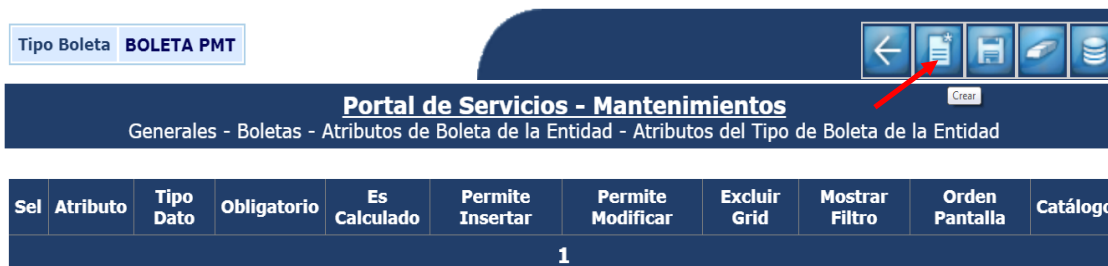 Tipo Boleta BOLETA PMT
Crear
Portal de Servicios - Mantenimientos
Generales - Boletas - Atributos de Boleta de la Entidad - Atributos del Tipo de Boleta de la Entidad
Sel Atributo Tipo Dato Obligatorio Es Calculado Permite Insertar Permite Modificar Excluir Grid Mostrar Filtro Orden Pantalla Catálogo
1